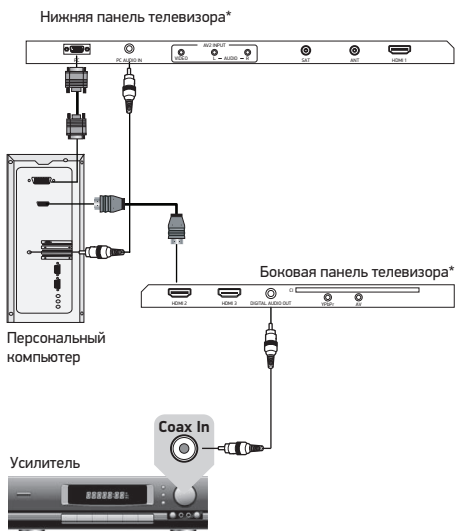 Нижняя панель телевизора*
AV2 INPUT
PC
PC AUDIO IN
VIDEO
L – AUDIO – R
SAT
ANT
HDMI 1
Боковая панель телевизора*
HDMI 2
HDMI 3
DIGITAL AUDIO OUT
YPbPr
AV
Персональный
компьютер
Coax In
Усилитель